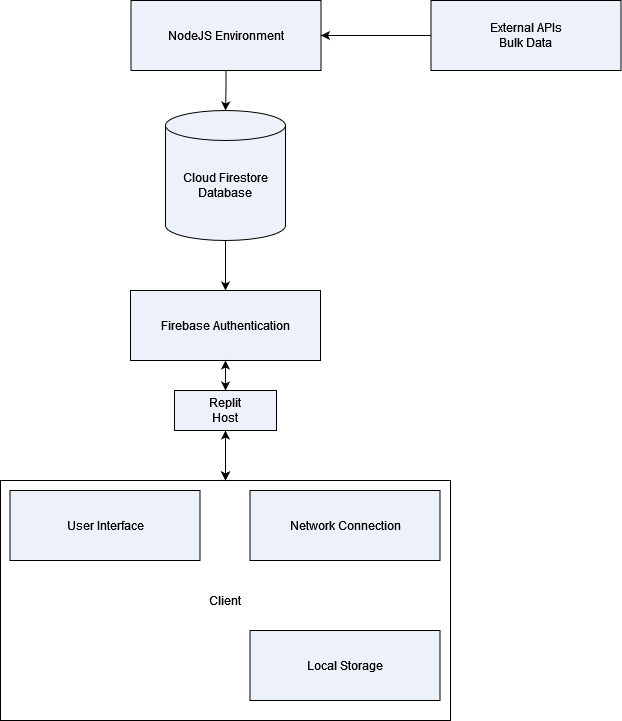 NodeJS Environment
External APIs
Bulk Data
Cloud Firestore
Database
Firebase Authentication
Replit
Host
User Interface
Network Connection
Client
Local Storage